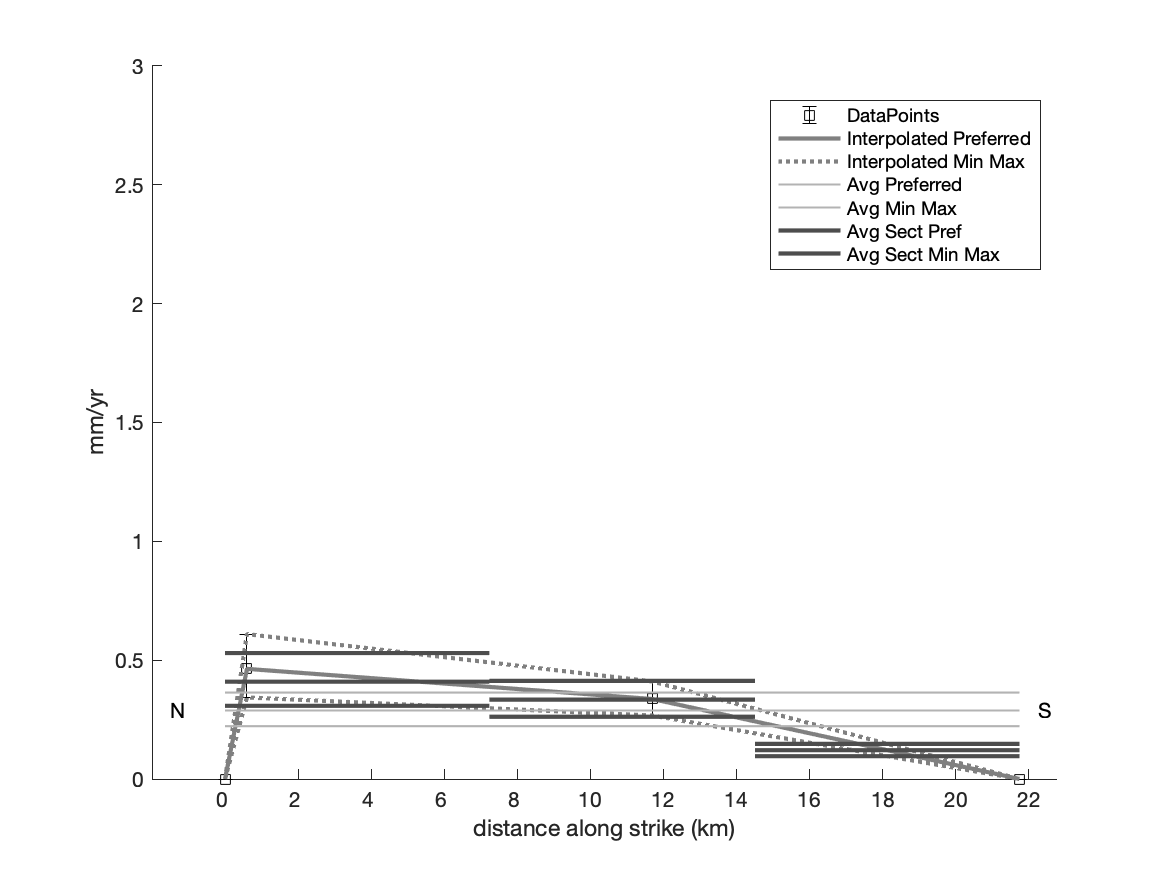 3
2.5
2
1.5
1
0.5
0
mm/yr
DataPoints
Interpolated Preferred
Interpolated Min Max
Avg Preferred
Avg Min Max
Avg Sect Pref
Avg Sect Min Max
N
S
0 2 4 6 8 10 12 14 16 18 20 22
distance along strike (km)